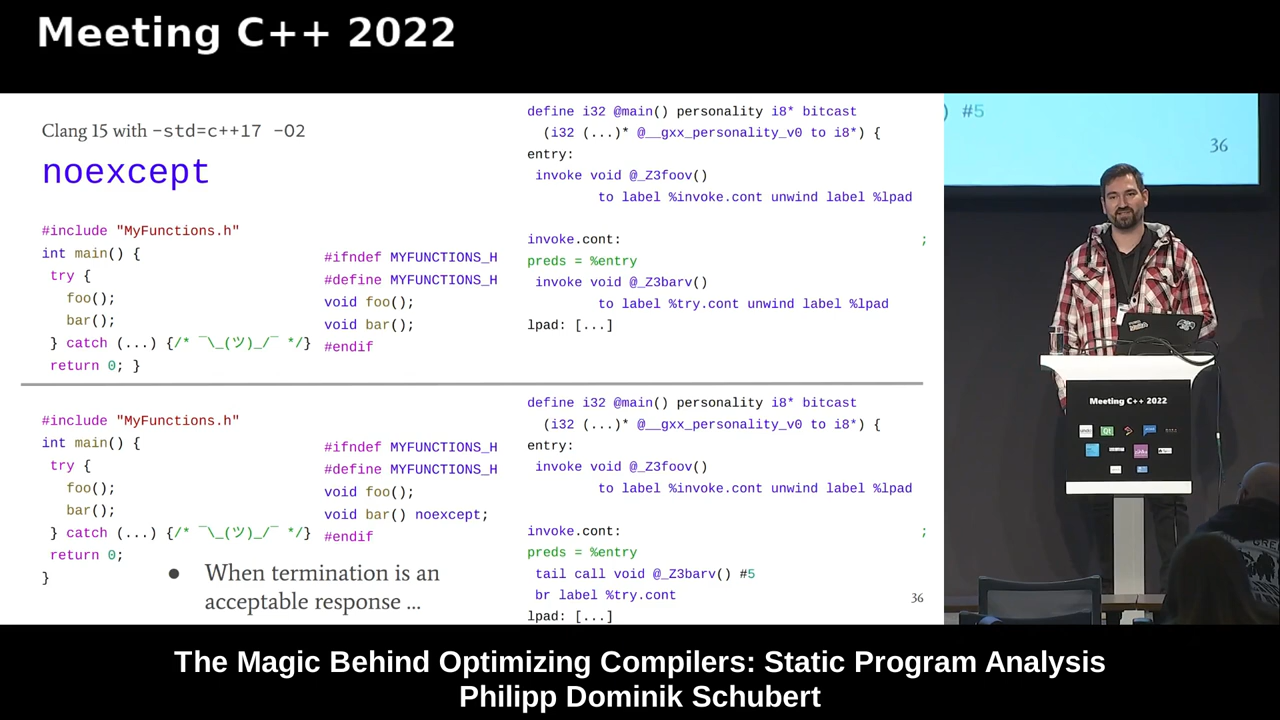 Meeting C++ 2022
Clang 15 with -std=c++17 -O2
noexcept
#include "MyFunctions.h"
int main() {
try {
foo();
bar();
} catch (...) {/* ¯\_(ツ)_/¯ */}
return 0; }
#ifndef MYFUNCTIONS_H
#define MYFUNCTIONS_H
void foo();
void bar();
#endif
define i32 @main() personality i8* bitcast
(i32 (...)* @__gxx_personality_v0 to i8*) {
entry:
invoke void @_Z3foov()
to label %invoke.cont unwind label %lpad
invoke.cont: ;
preds = %entry
invoke void @_Z3barv()
to label %try.cont unwind label %lpad
lpad: [...]
#include "MyFunctions.h"
int main() {
try {
foo();
bar();
} catch (...) {/* ¯\_(ツ)_/¯ */}
return 0;
}
#ifndef MYFUNCTIONS_H
#define MYFUNCTIONS_H
void foo();
void bar() noexcept;
#endif
● When termination is an
acceptable response ...
define i32 @main() personality i8* bitcast
(i32 (...)* @__gxx_personality_v0 to i8*) {
entry:
invoke void @_Z3foov()
to label %invoke.cont unwind label %lpad
invoke.cont: ;
preds = %entry
tail call void @_Z3barv() #5
br label %try.cont
lpad: [...]
36
) #5
36
Meeting C++ 2022
The Magic Behind Optimizing Compilers: Static Program Analysis
Philipp Dominik Schubert